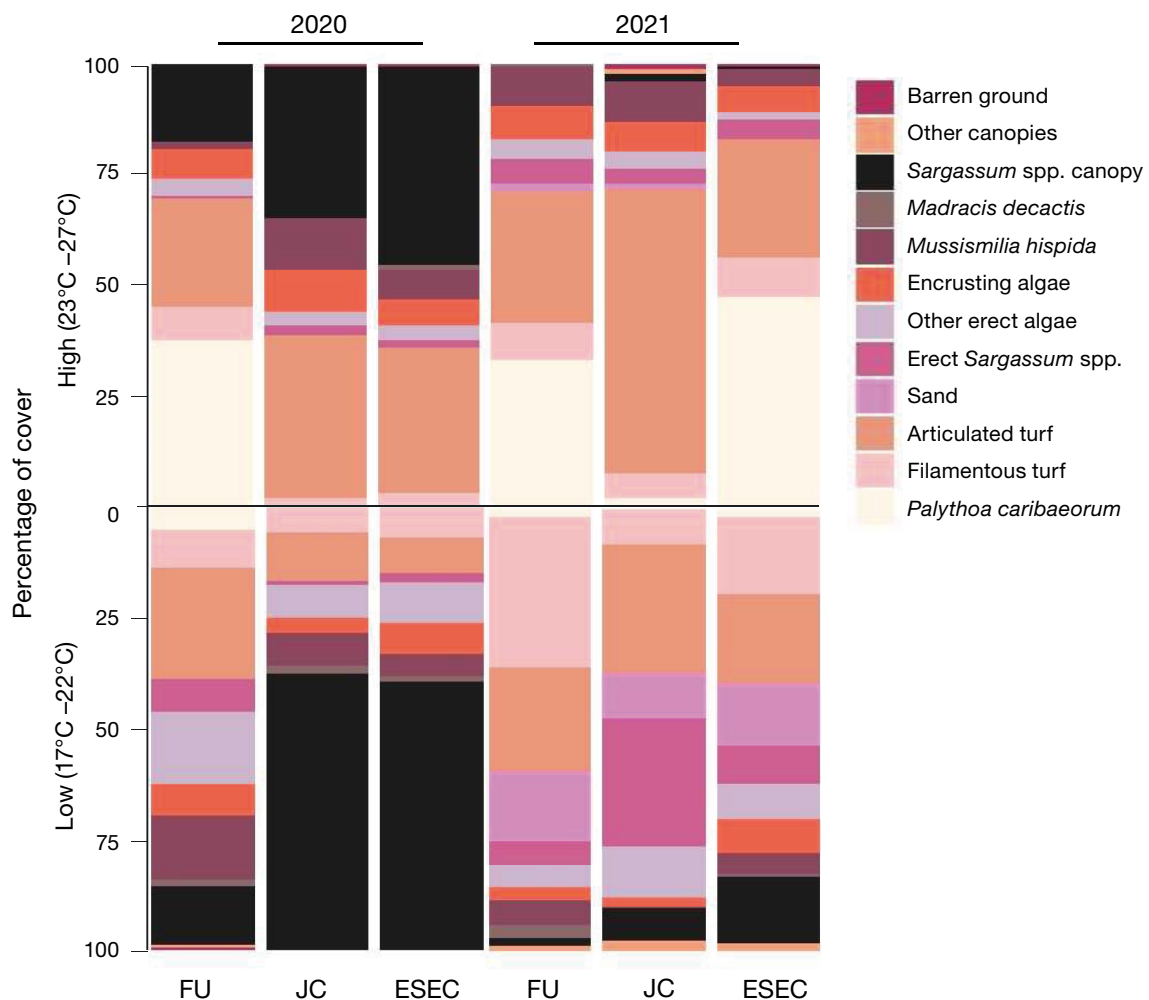 2020 2021
100
75
50
25
0
25
50
75
100
Percentage of cover
High (23°C –27°C)
Low (17°C –22°C)
FU JC ESEC FU JC ESEC
Barren ground
Other canopies
Sargassum spp. canopy
Madracis decactis
Mussismilia hispida
Encrusting algae
Other erect algae
Erect Sargassum spp.
Sand
Articulated turf
Filamentous turf
Palythoa caribaeorum